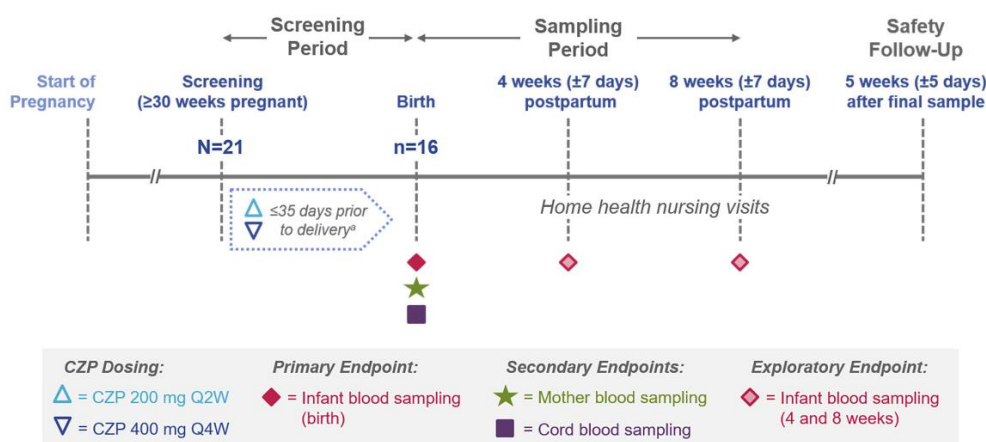 Screening
Period
Sampling
Period
Safety
Follow-Up
Start of
Pregnancy
Screening
(≥30 weeks pregnant)
Birth
4 weeks (±7 days)
postpartum
8 weeks (±7 days)
postpartum
5 weeks (±5 days)
after final sample
N=21
n=16
≤35 days prior
to deliveryª
Home health nursing visits
CZP Dosing:
= CZP 200 mg Q2W
= CZP 400 mg Q4W
Primary Endpoint:
= Infant blood sampling
(birth)
Secondary Endpoints:
= Mother blood sampling
= Cord blood sampling
Exploratory Endpoint:
= Infant blood sampling
(4 and 8 weeks)